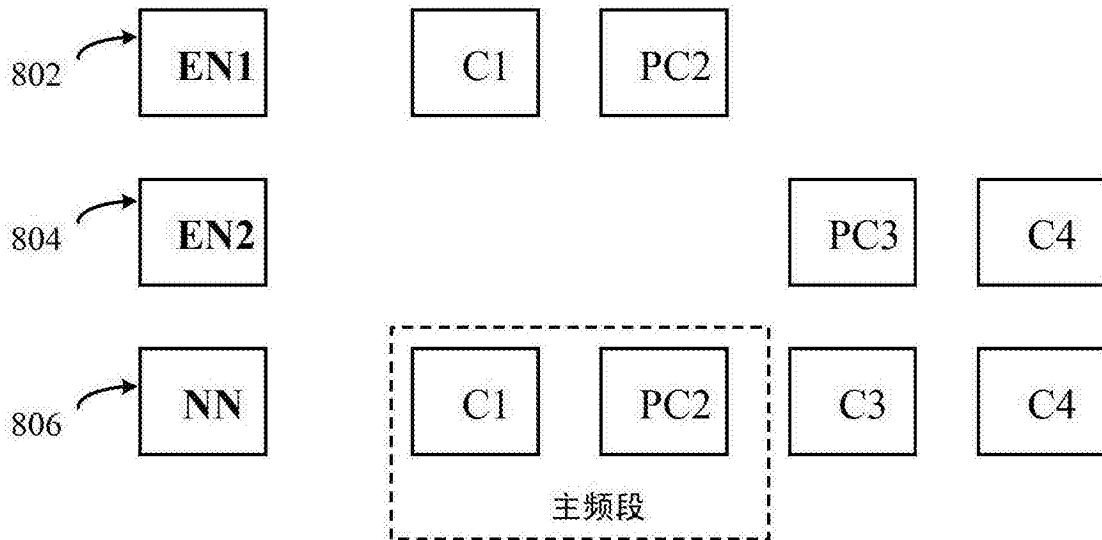 802 EN1 C1 PC2
804 EN2 PC3 C4
806 NN C1 PC2 C3 C4
主频段